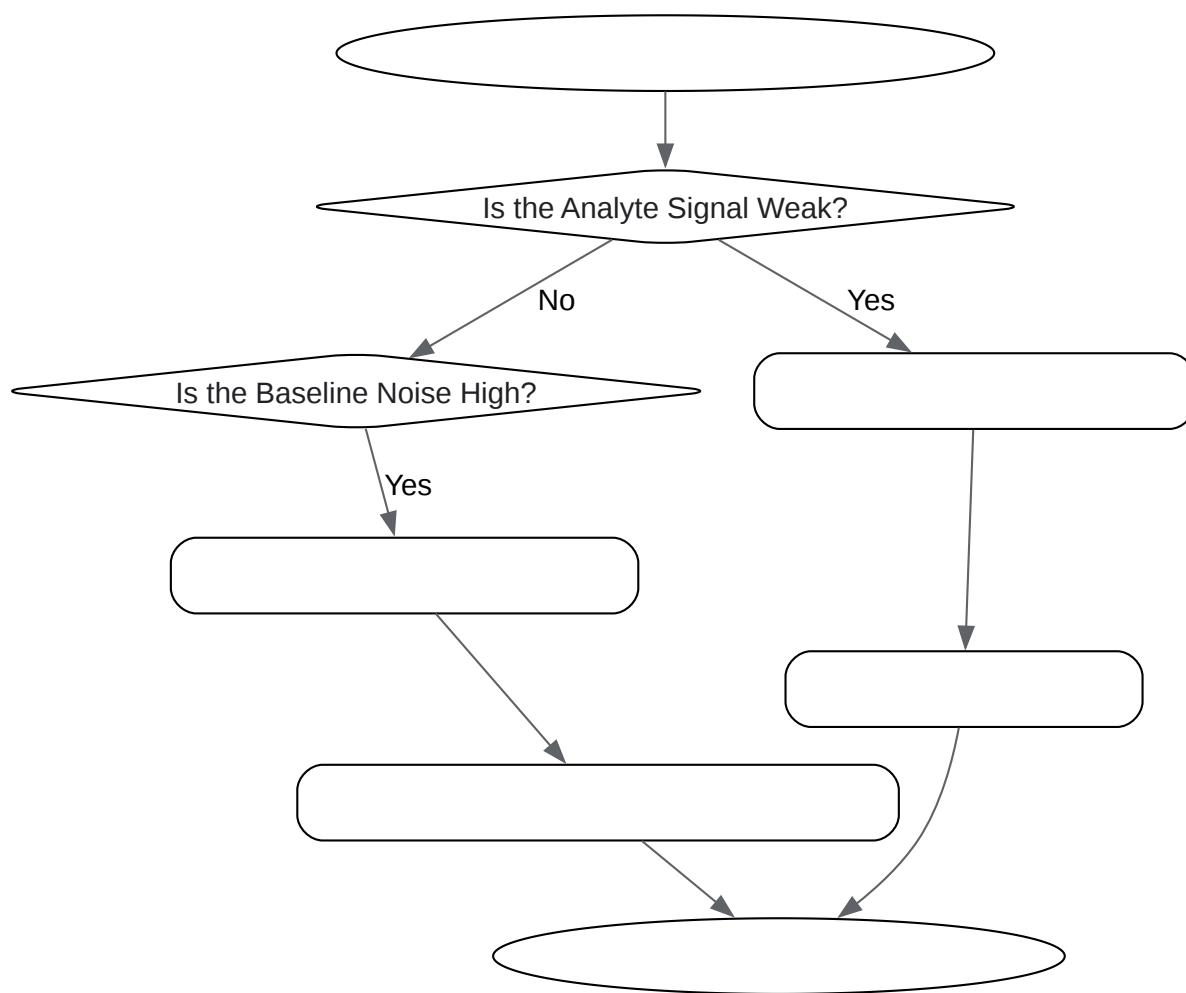 Is the Analyte Signal Weak?
No
Yes
Is the Baseline Noise High?
Yes